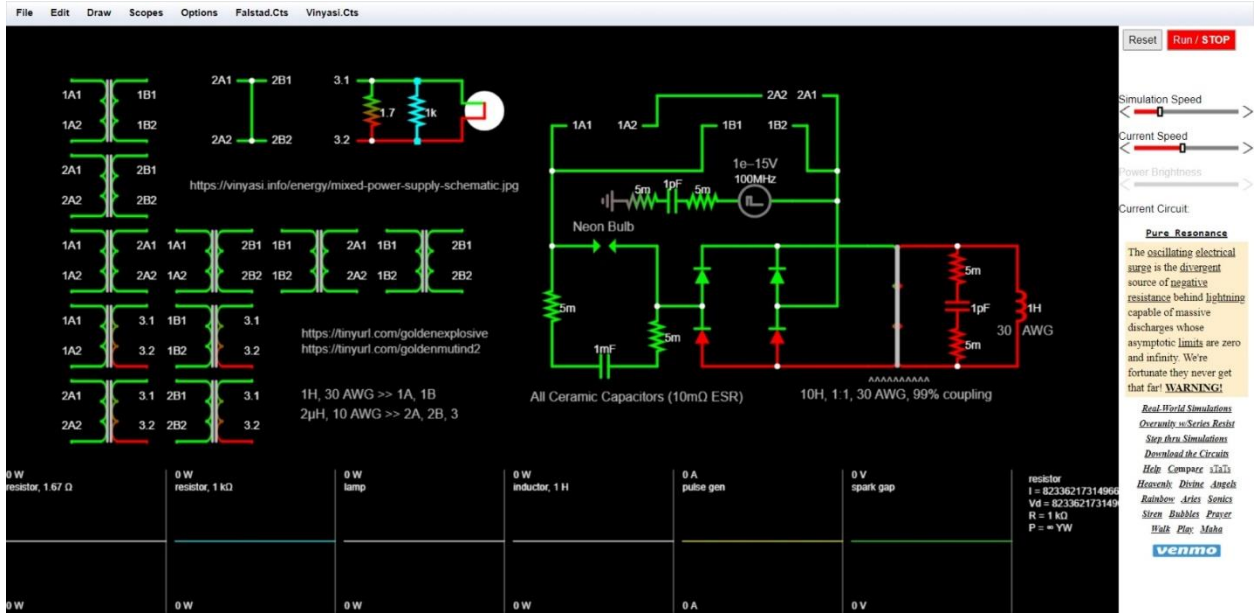 File Edit Draw Scopes Options Falstad.Cts Vinyasi.Cts
Reset Run / STOP
Simulation Speed
Current Speed
Power Brightness
Current Circuit:
Pure Resonance
The oscillating electrical
surge is the divergent
source of negative
resistance behind lightning
capable of massive
discharges whose
asymptotic limits are zero
and infinity. We're
fortunate they never get
that far! WARNING!
Real-World Simulations
Overunity w/Series Resist
Step thru Simulations
Download the Circuits
Help Compare sTaTs
Heavenly Divine Angels
Rainbow Aries Sonics
Siren Bubbles Prayer
Walk Play Maha
venmo
1A1 1B1
1A2 1B2
2A1 2B1
2A2 2B2
2A1 2B1
2A2 2B2
3.1
3.2
1.7
1k
https://vinyasi.info/energy/mixed-power-supply-schematic.jpg
1A1 2A1 1A1 2B1 1B1 2A1 1B1 2B1
1A2 2A2 1A2 2B2 1B2 2A2 1B2 2B2
1A1 3.1 1B1 3.1
1A2 3.2 1B2 3.2
2A1 3.1 2B1 3.1
2A2 3.2 2B2 3.2
https://tinyurl.com/goldenexplosive
https://tinyurl.com/goldenmutind2
1H, 30 AWG >> 1A, 1B
2μH, 10 AWG >> 2A, 2B, 3
2A2 2A1
1A1 1A2 1B1 1B2
1e-15V
100MHz
5m 1pF 5m
Neon Bulb
5m
5m
1mF
5m
1pF
5m
1H
30 AWG
^^^^^^^^^^
All Ceramic Capacitors (10mΩ ESR)
10H, 1:1, 30 AWG, 99% coupling
0 W
resistor, 1.67 Ω
0 W
0 W
resistor, 1 kΩ
0 W
0 W
lamp
0 W
0 W
inductor, 1 H
0 W
0 A
pulse gen
0 A
0 V
spark gap
0 V
resistor
I = 82336217314966
Vd = 8233621731496
R = 1 kΩ
P = ∞ YW